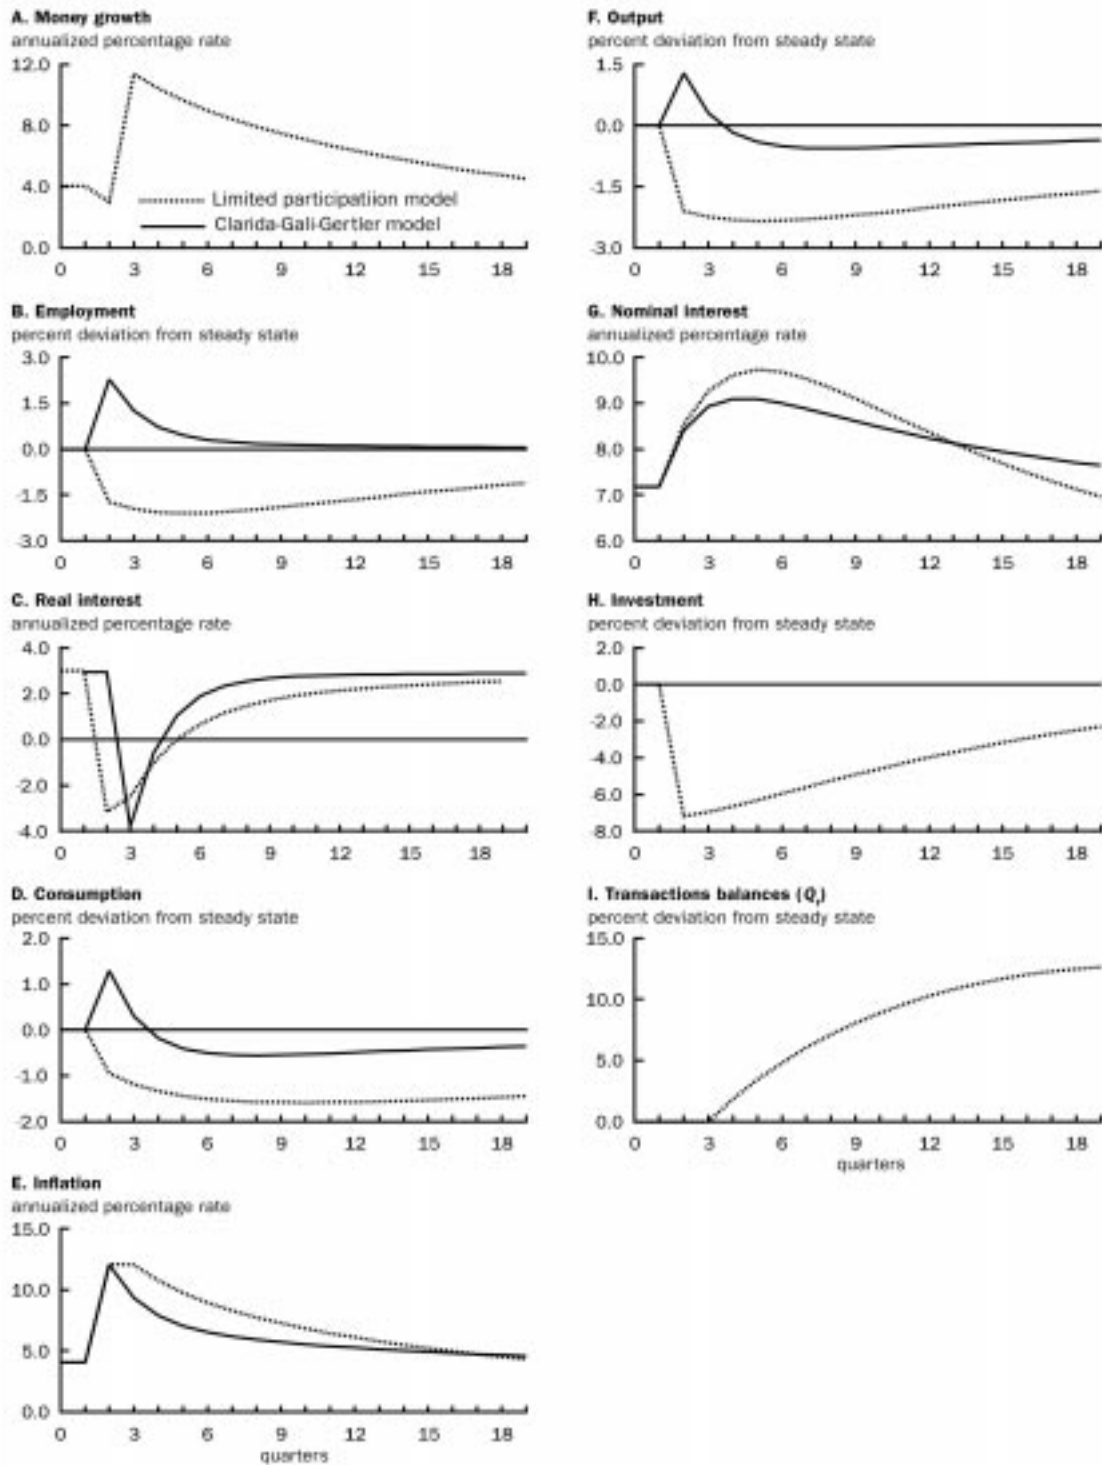 A. Money growth
annualized percentage rate
12.0
8.0
4.0
0.0
Limited participatiion model
Clarida-Gali-Gertler model
0 3 6 9 12 15 18
B. Employment
percent deviation from steady state
3.0
1.5
0.0
-1.5
-3.0
0 3 6 9 12 15 18
C. Real interest
annualized percentage rate
4.0
2.0
0.0
-2.0
-4.0
0 3 6 9 12 15 18
D. Consumption
percent deviation from steady state
2.0
1.0
0.0
-1.0
-2.0
0 3 6 9 12 15 18
E. Inflation
annualized percentage rate
15.0
10.0
5.0
0.0
0 3 6 9 12 15 18
quarters
F. Output
percent deviation from steady state
1.5
0.0
-1.5
-3.0
0 3 6 9 12 15 18
G. Nominal interest
annualized percentage rate
10.0
9.0
8.0
7.0
6.0
0 3 6 9 12 15 18
H. Investment
percent deviation from steady state
2.0
0.0
-2.0
-4.0
-6.0
-8.0
0 3 6 9 12 15 18
I. Transactions balances (Qt)
percent deviation from steady state
15.0
10.0
5.0
0.0
0 3 6 9 12 15 18
quarters